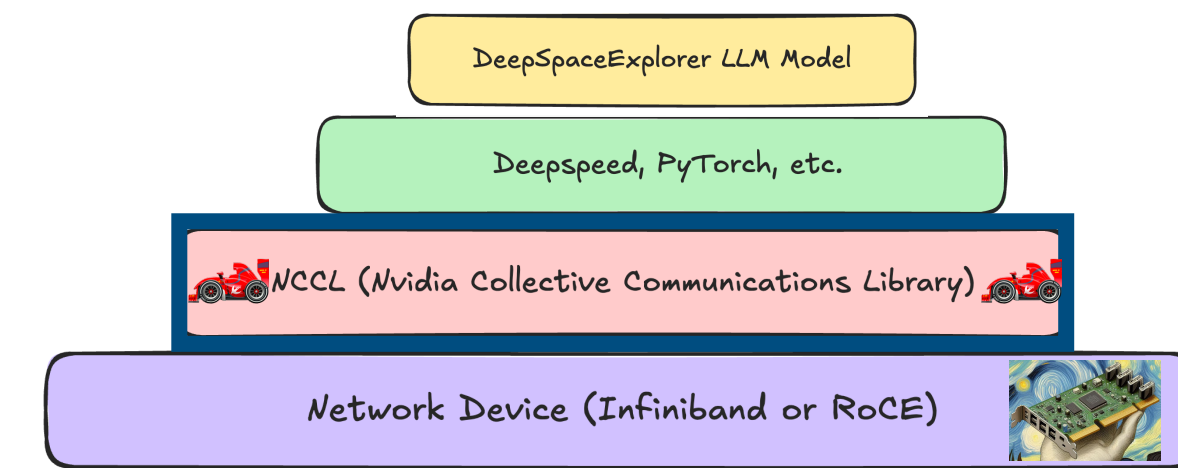 DeepSpaceExplorer LLM Model
Deepspeed, PyTorch, etc.
NCCL (Nvidia Collective Communications Library)
Network Device (Infiniband or RoCE)